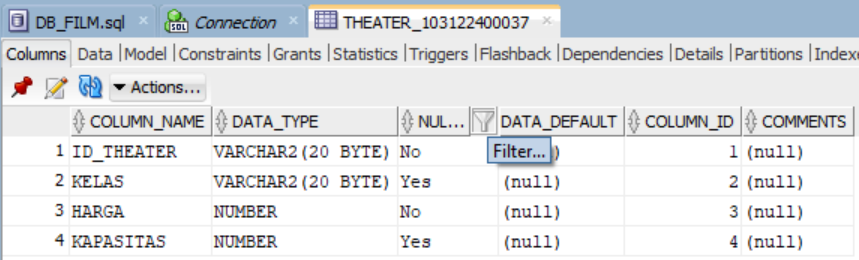 DB_FILM.sql × Connection × THEATER_103122400037 ×
Columns Data |Model |Constraints |Grants |Statistics |Triggers |Flashback |Dependencies |Details |Partitions |Indexe
Actions...
COLUMN_NAME DATA_TYPE NUL... DATA_DEFAULT COLUMN_ID COMMENTS
1 ID_THEATER VARCHAR2(20 BYTE) No Filter... ) 1 (null)
2 KELAS VARCHAR2(20 BYTE) Yes (null) 2 (null)
3 HARGA NUMBER No (null) 3 (null)
4 KAPASITAS NUMBER Yes (null) 4 (null)